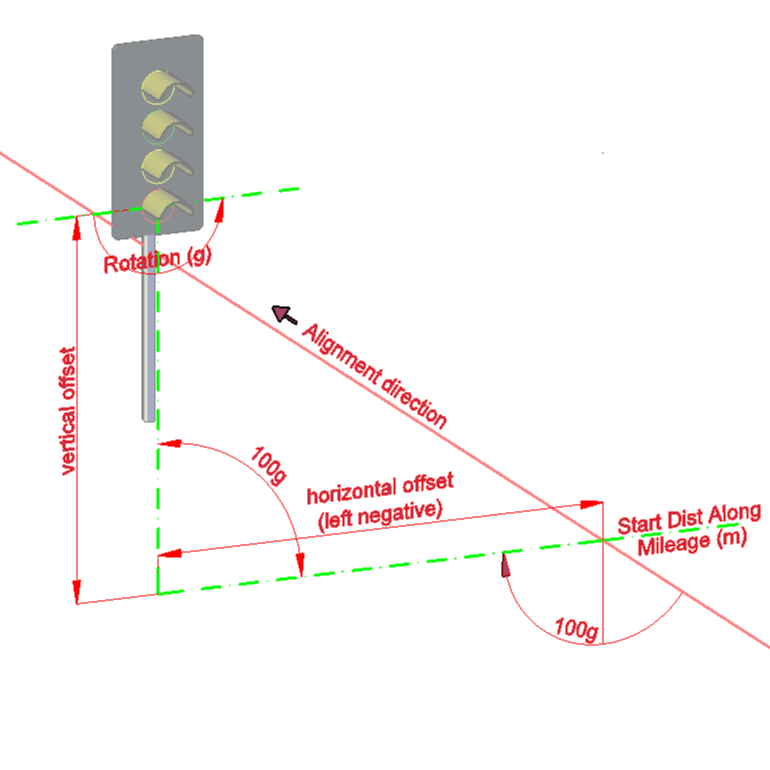 Rotation (g)
vertical offset
Alignment direction
100g
horizontal offset
(left negative)
Start Dist Along
Mileage (m)
100g